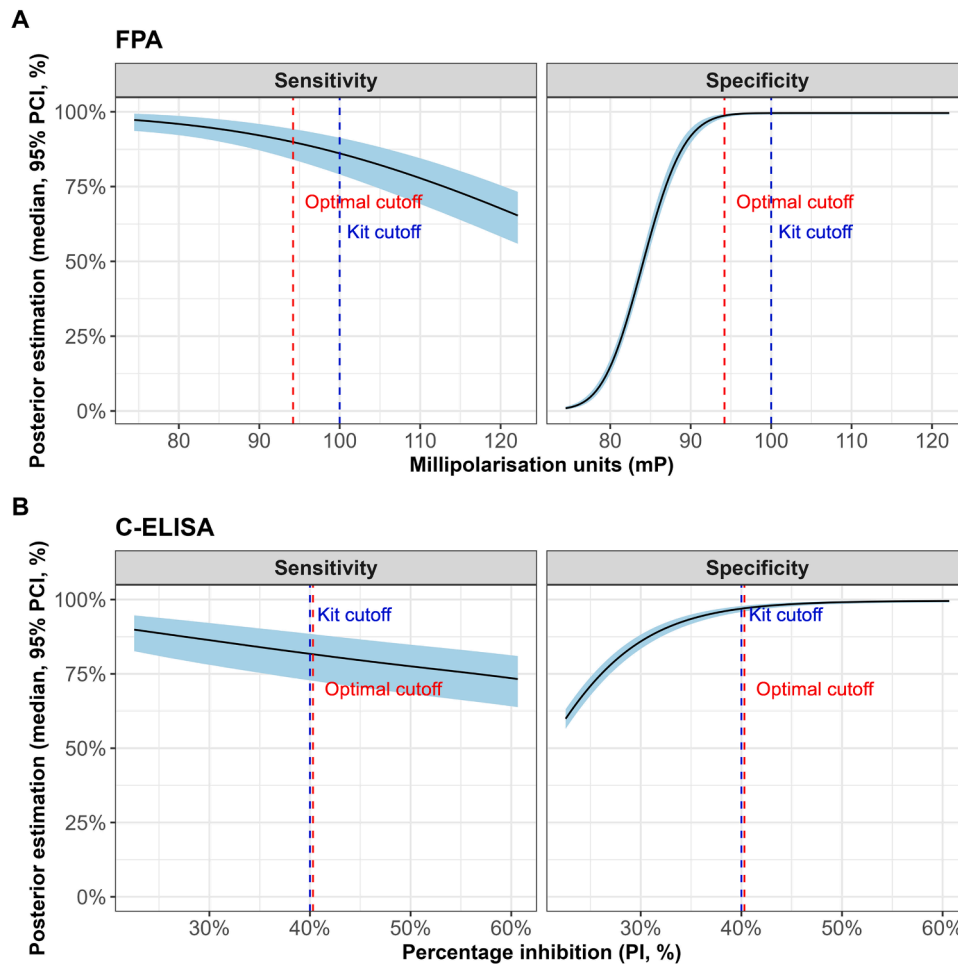 A
FPA
Sensitivity
Specificity
Posterior estimation (median, 95% PCI, %)
100%
75%
50%
25%
0%
Optimal cutoff
Kit cutoff
Optimal cutoff
Kit cutoff
80 90 100 110 120
80 90 100 110 120
Millipolarisation units (mP)
B
C-ELISA
Sensitivity
Specificity
Posterior estimation (median, 95% PCI, %)
100%
75%
50%
25%
0%
Kit cutoff
Optimal cutoff
Kit cutoff
Optimal cutoff
30% 40% 50% 60%
30% 40% 50% 60%
Percentage inhibition (PI, %)